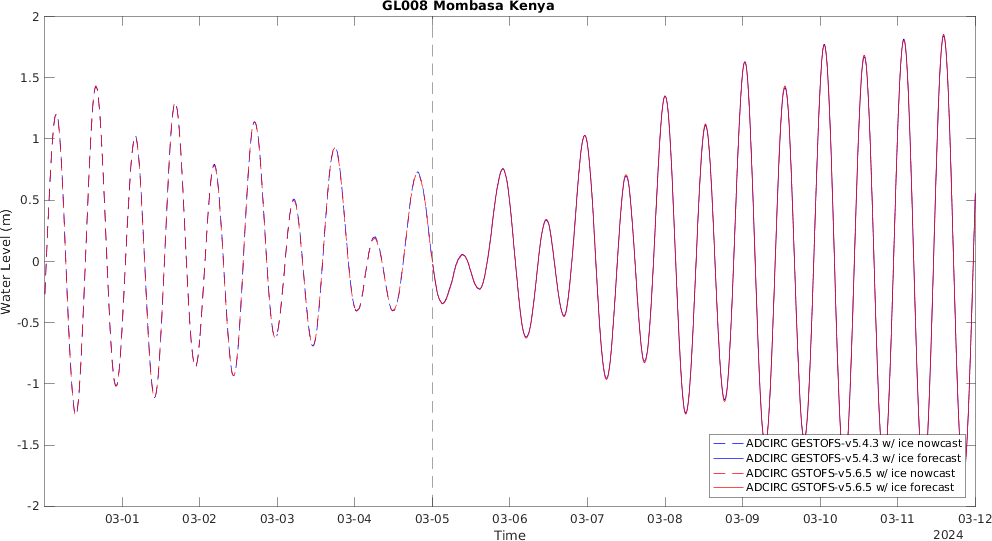 GL008 Mombasa Kenya
Water Level (m)
2
1.5
1
0.5
0
-0.5
-1
-1.5
-2
ADCIRC GESTOFS-v5.4.3 w/ ice nowcast
ADCIRC GESTOFS-v5.4.3 w/ ice forecast
ADCIRC GSTOFS-v5.6.5 w/ ice nowcast
ADCIRC GSTOFS-v5.6.5 w/ ice forecast
03-01 03-02 03-03 03-04 03-05 03-06 03-07 03-08 03-09 03-10 03-11 03-12
Time
2024